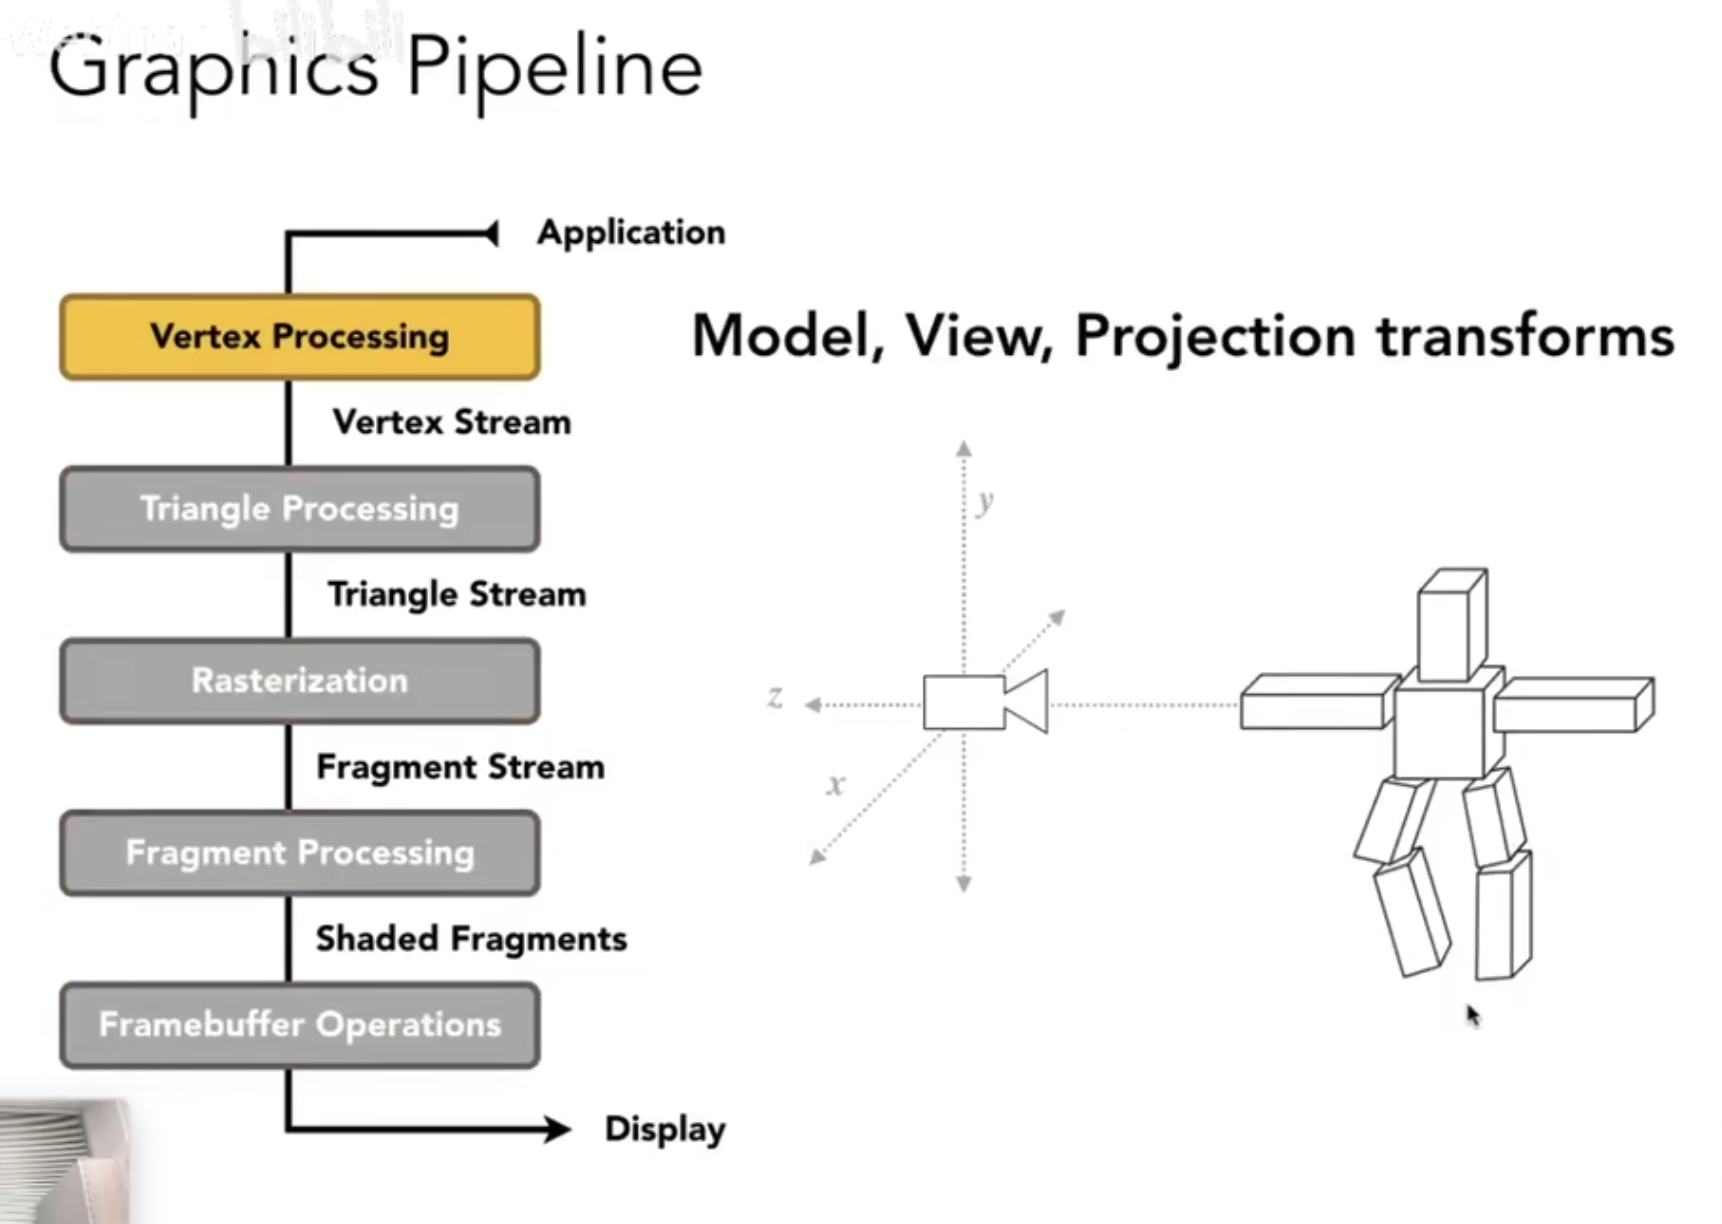 Graphics Pipeline
Application
Vertex Processing
Model, View, Projection transforms
Vertex Stream
Triangle Processing
y
Triangle Stream
Rasterization
z
Fragment Stream
x
Fragment Processing
Shaded Fragments
Framebuffer Operations
Display